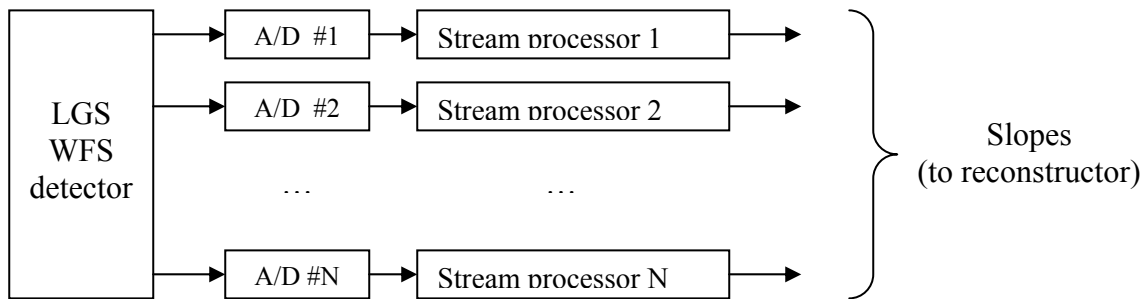 LGS
WFS
detector
A/D #1
Stream processor 1
A/D #2
Stream processor 2
… …
A/D #N
Stream processor N
Slopes
(to reconstructor)